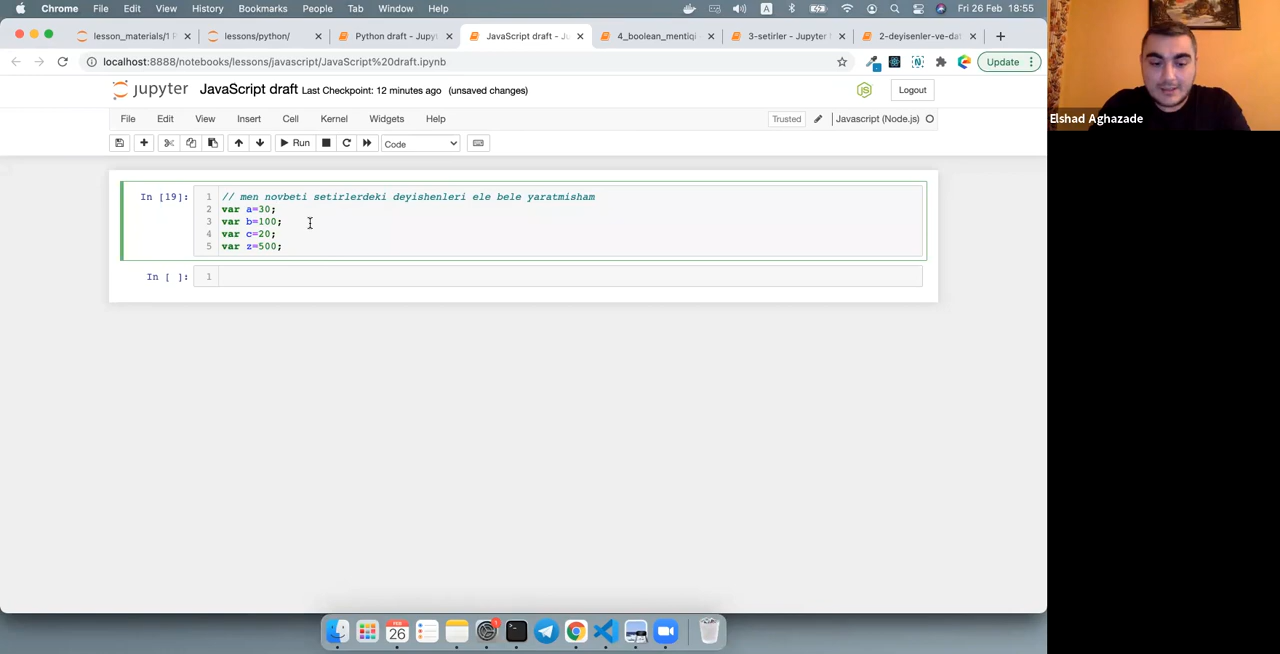 Chrome File Edit View History Bookmarks People Tab Window Help A Fri 26 Feb 18:55
lesson_materials/1 P lessons/python/ Python draft - Jupyt JavaScript draft - Ju 4_boolean_mentiqi 3-setirler - Jupyter 2-deyisenler-ve-dat
localhost:8888/notebooks/lessons/javascript/JavaScript%20draft.ipynb Update
jupyter JavaScript draft Last Checkpoint: 12 minutes ago (unsaved changes) Logout
File Edit View Insert Cell Kernel Widgets Help Trusted Javascript (Node.js)
Run Code
In [19]: 1 // men novbeti setirlerdeki deyishenleri ele bele yaratmisham
2 var a=30;
3 var b=100;
4 var c=20;
5 var z=500;
In [ ]: 1
Elshad Aghazade
FEB 26 1